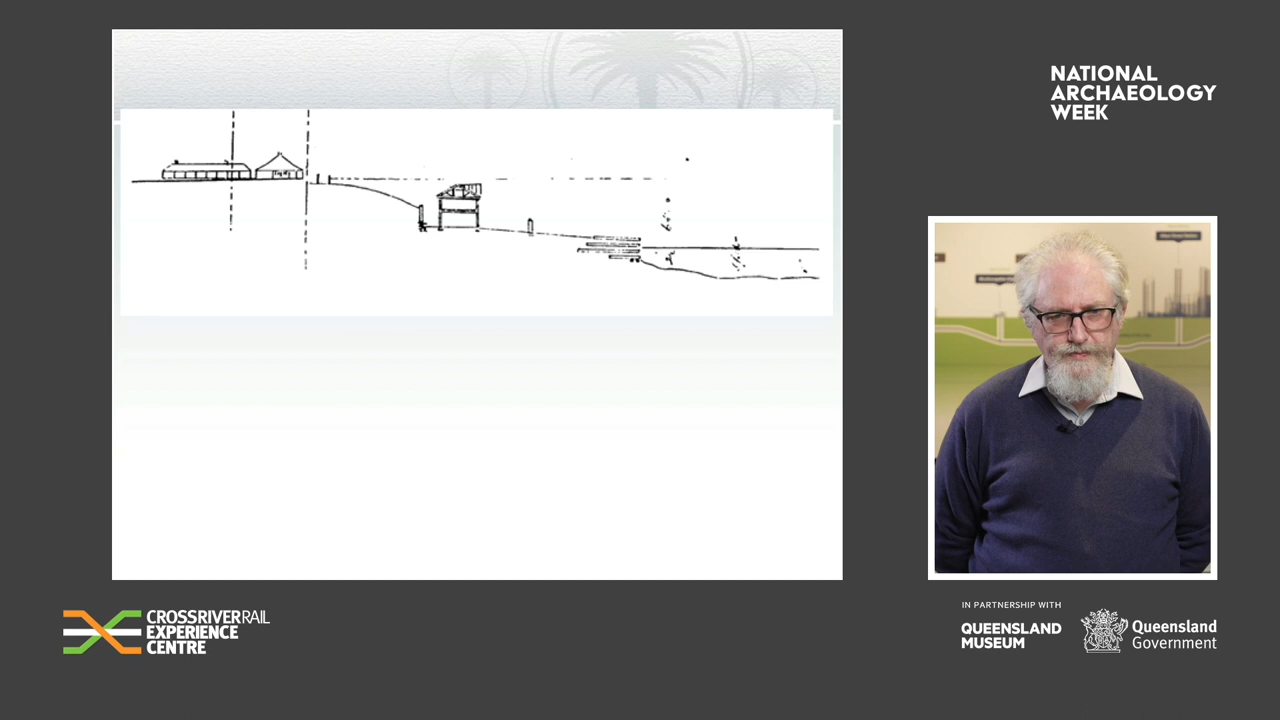 NATIONAL
ARCHAEOLOGY
WEEK
CROSSRIVERRAIL
EXPERIENCE
CENTRE
IN PARTNERSHIP WITH
QUEENSLAND
MUSEUM
Queensland
Government